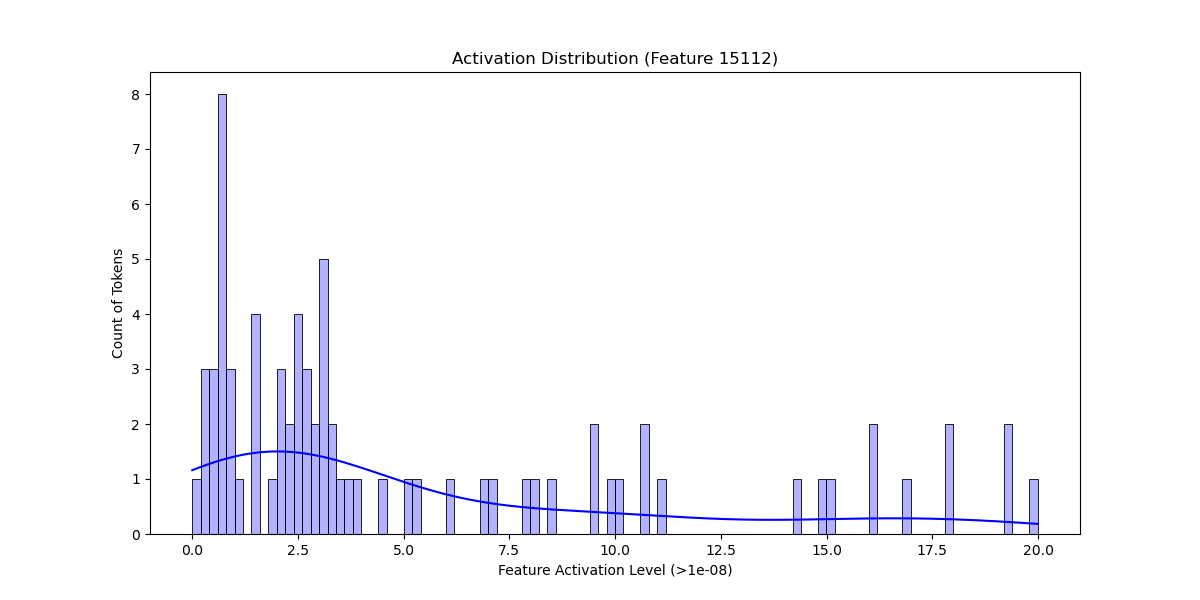 Activation Distribution (Feature 15112)
8
7
6
5
4
3
2
1
0
Count of Tokens
0.0 2.5 5.0 7.5 10.0 12.5 15.0 17.5 20.0
Feature Activation Level (>1e-08)